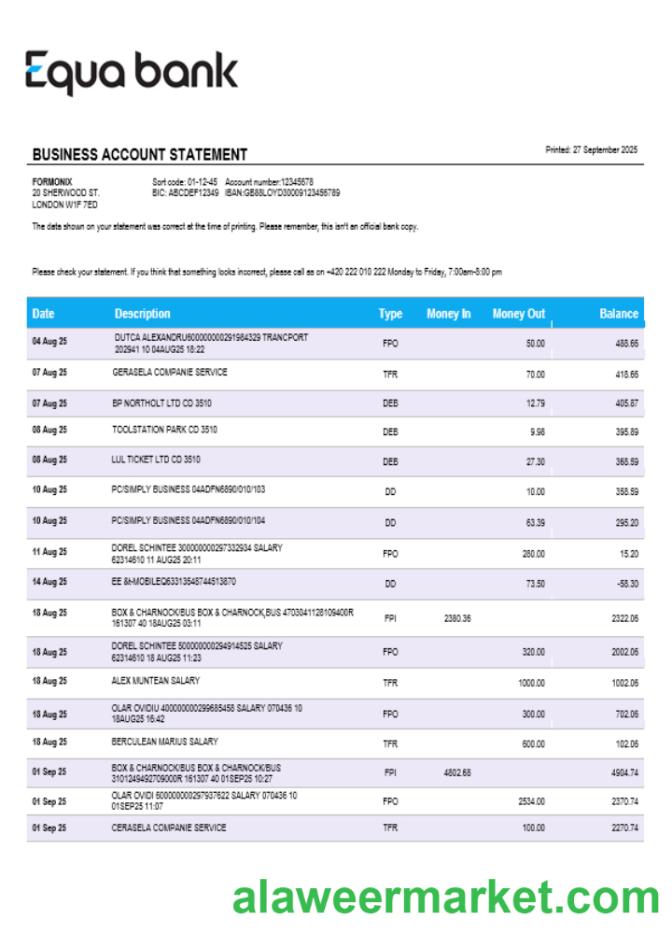 Equa bank
BUSINESS ACCOUNT STATEMENT
Printed: 27 September 2025
FORMONIX
20 SHERWOOD ST.
LONDON W1F 7ED
Sort code: 01-12-45 Account number:12345678
BIC: ABCDEF12349 IBAN:GB88LOYD30009123456789
The data shown on your statement was correct at the time of printing. Please remember, this isn't an official bank copy.
Please check your statement. If you think that something looks incorrect, please call as on +420 222 010 222 Monday to Friday, 7:00am-8:00 pm
Date Description Type Money In Money Out Balance
04 Aug 25 DUTCA ALEXANDRU600000000291984329 TRANCPORT
202941 10 04AUG25 18:22 FPO 50.00 488.66
07 Aug 25 GERASELA COMPANIE SERVICE TFR 70.00 418.66
07 Aug 25 BP NORTHOLT LTD CD 3510 DEB 12.79 405.87
08 Aug 25 TOOLSTATION PARK CD 3510 DEB 9.98 395.89
08 Aug 25 LUL TICKET LTD CD 3510 DEB 27.30 368.59
10 Aug 25 PC/SIMPLY BUSINESS 04ADFN6890/010/103 DD 10.00 358.59
10 Aug 25 PC/SIMPLY BUSINESS 04ADFN6890/010/104 DD 63.39 295.20
11 Aug 25 DOREL SCHINTEE 300000000297332934 SALARY
62314610 11 AUG25 20:11 FPO 280.00 15.20
14 Aug 25 EE &t-MOBILEQ63313548744513870 DD 73.50 -58.30
18 Aug 25 BOX & CHARNOCK/BUS BOX & CHARNOCK,BUS 4703041128109400R
161307 40 18AUG25 03:11 FPI 2380.36 2322.06
18 Aug 25 DOREL SCHINTEE 500000000294914525 SALARY
62314610 18 AUG25 11:23 FPO 320.00 2002.06
18 Aug 25 ALEX MUNTEAN SALARY TFR 1000.00 1002.06
18 Aug 25 OLAR OVIDIU 400000000299685458 SALARY 070436 10
18AUG25 16:42 FPO 300.00 702.06
18 Aug 25 BERCULEAN MARIUS SALARY TFR 600.00 102.06
01 Sep 25 BOX & CHARNOCK/BUS BOX & CHARNOCK/BUS
3101249492709000R 161307 40 01SEP25 10:27 FPI 4802.68 4904.74
01 Sep 25 OLAR OVIDI 600000000297937622 SALARY 070436 10
01SEP25 11:07 FPO 2534.00 2370.74
01 Sep 25 CERASELA COMPANIE SERVICE TFR 100.00 2270.74
alaweermarket.com